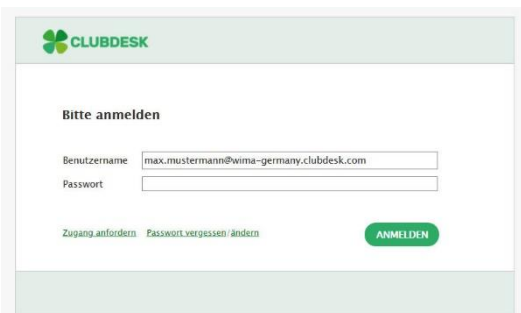 CLUBDESK
Bitte anmelden
Benutzername max.mustermann@wima-germany.clubdesk.com
Passwort
Zugang anfordern Passwort vergessen/ändern ANMELDEN